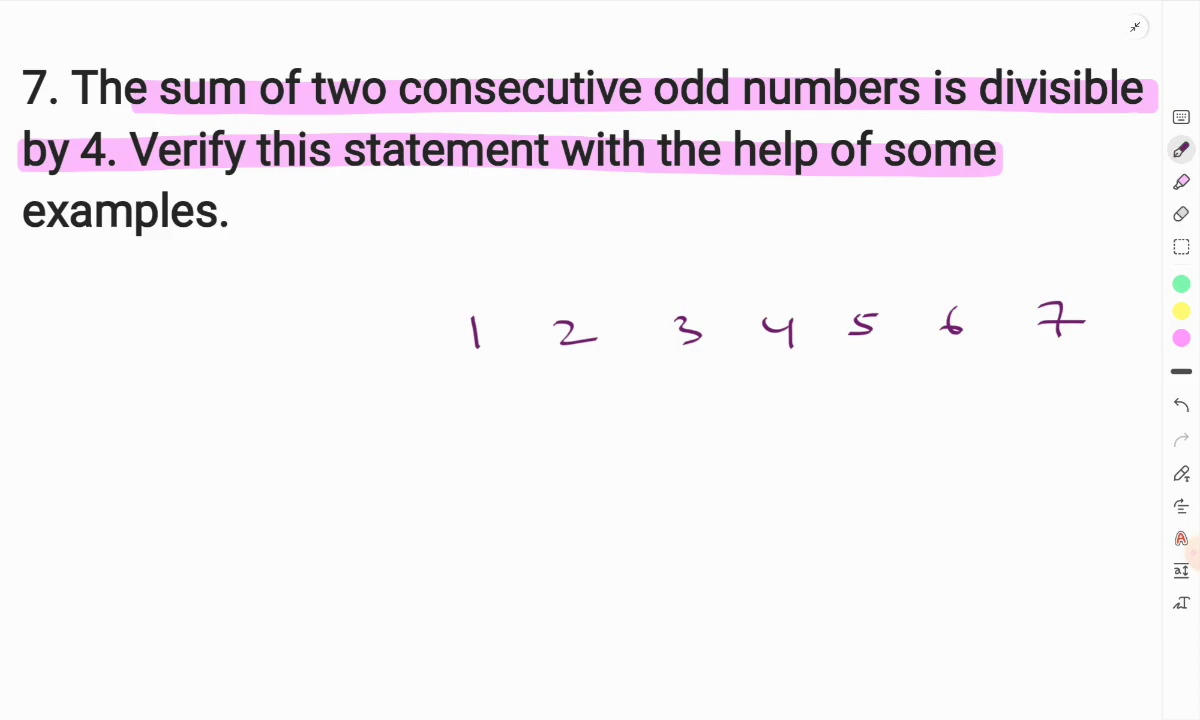 7. The sum of two consecutive odd numbers is divisible
by 4. Verify this statement with the help of some
examples.
1 2 3 4 5 6 7